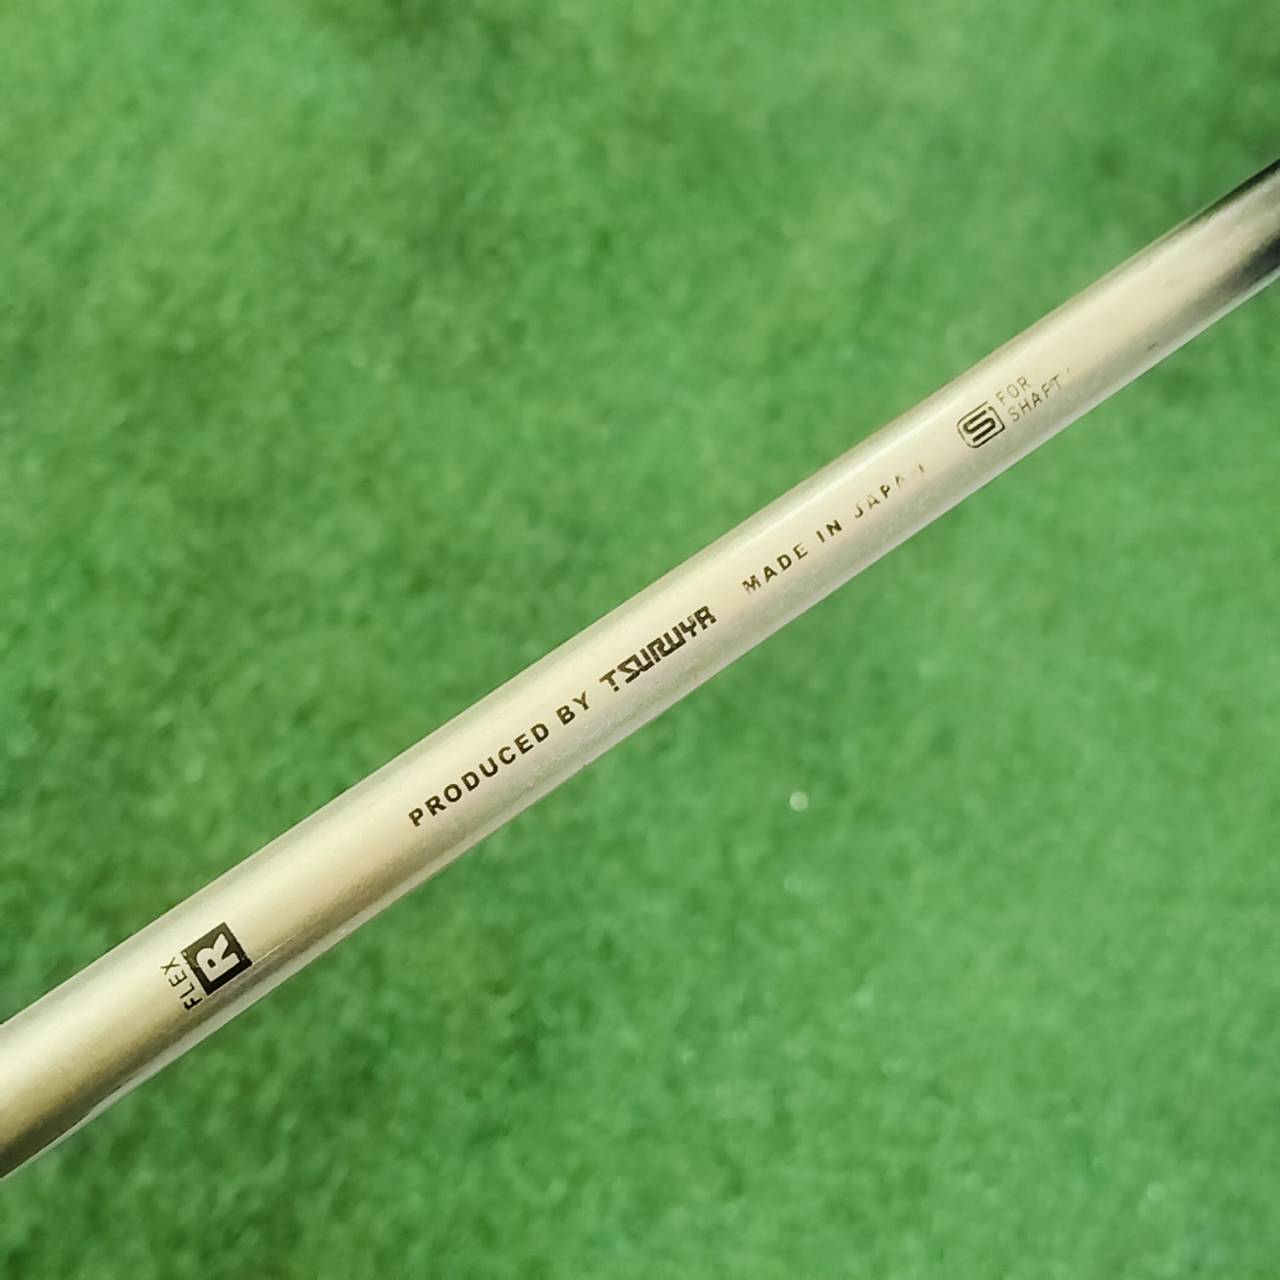 FLEX
R
PRODUCED BY TSURUYA MADE IN JAPAN
S FOR
SHAFT